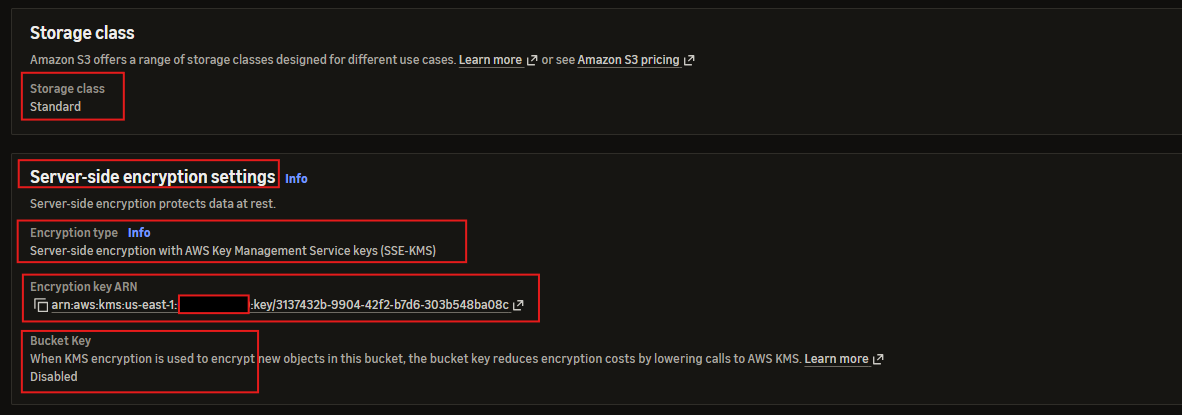 Storage class
Amazon S3 offers a range of storage classes designed for different use cases. Learn more or see Amazon S3 pricing
Storage class
Standard
Server-side encryption settings Info
Server-side encryption protects data at rest.
Encryption type Info
Server-side encryption with AWS Key Management Service keys (SSE-KMS)
Encryption key ARN
arn:aws:kms:us-east-1: :key/3137432b-9904-42f2-b7d6-303b548ba08c
Bucket Key
When KMS encryption is used to encrypt new objects in this bucket, the bucket key reduces encryption costs by lowering calls to AWS KMS. Learn more
Disabled